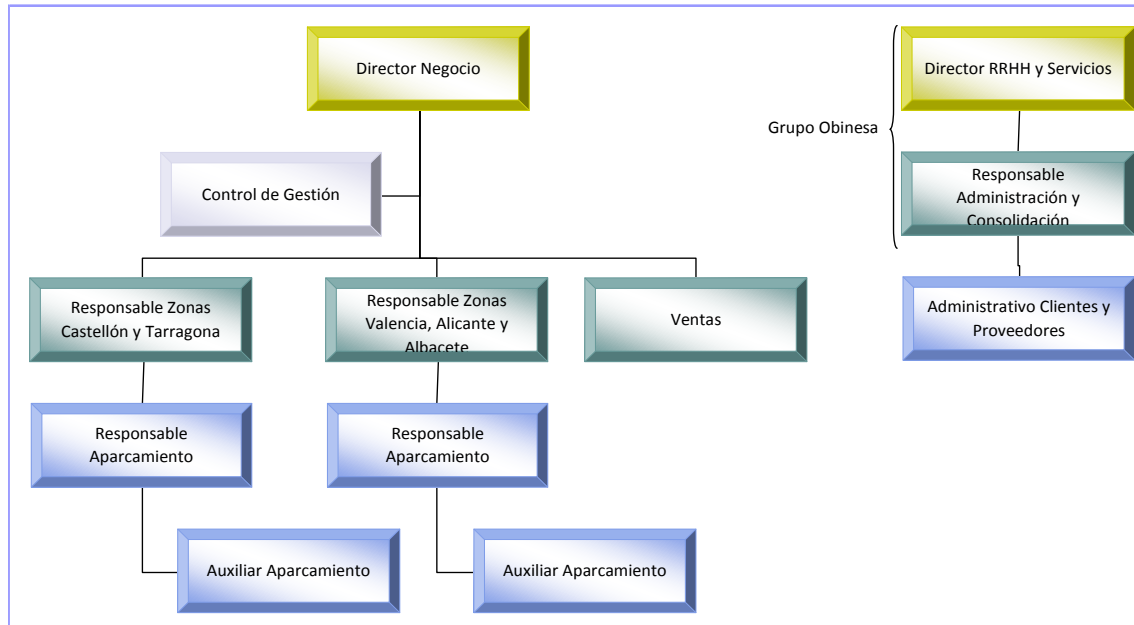 Director Negocio
Director RRHH y Servicios
Grupo Obinesa
Control de Gestión
Responsable
Administración y
Consolidación
Responsable Zonas
Castellón y Tarragona
Responsable Zonas
Valencia, Alicante y
Albacete
Ventas
Administrativo Clientes y
Proveedores
Responsable
Aparcamiento
Responsable
Aparcamiento
Auxiliar Aparcamiento
Auxiliar Aparcamiento